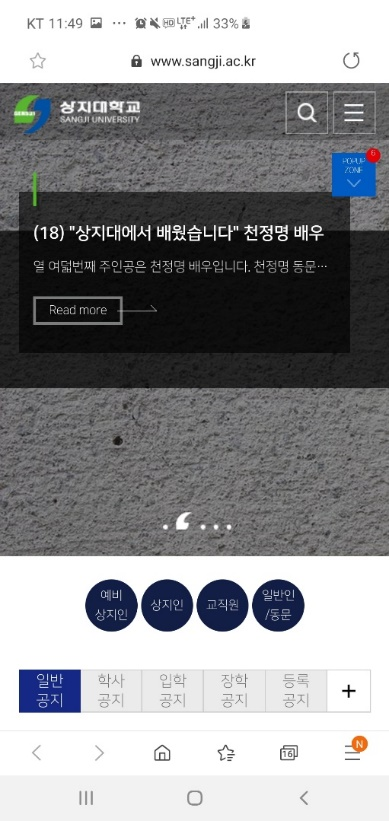 KT 11:49 ··· HD LTE+ 33%
www.sangji.ac.kr
상지대학교
SANGJI UNIVERSITY
6
POPUP
ZONE
(18) "상지대에서 배웠습니다" 천정명 배우
열 여덟번째 주인공은 천정명 배우입니다. 천정명 동문…
Read more
예비
상지인
상지인
교직원
일반인
/동문
일반
공지
학사
공지
입학
공지
장학
공지
등록
공지
+
16
N